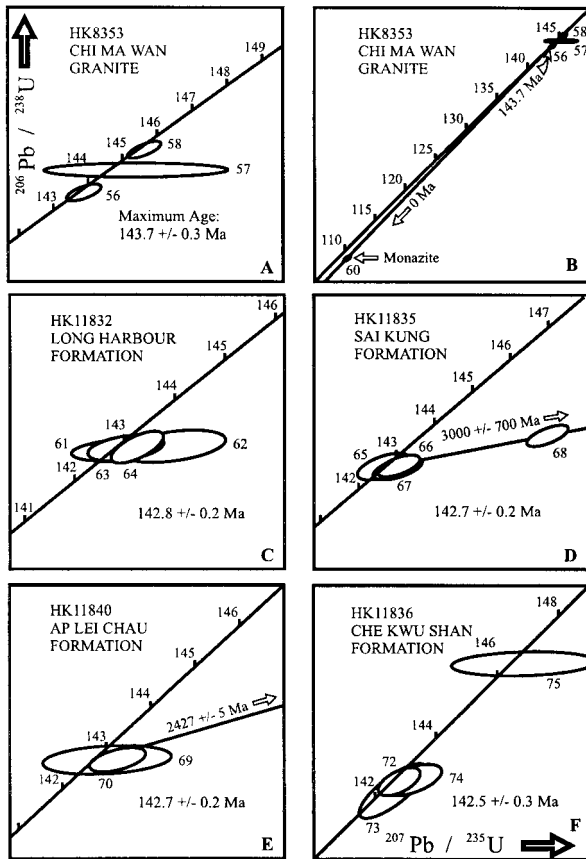 HK8353
CHI MA WAN
GRANITE
206Pb / 238U
143
144
145
146
147
148
149
56
57
58
Maximum Age:
143.7 +/- 0.3 Ma
A
HK8353
CHI MA WAN
GRANITE
110
115
120
125
130
135
140
145
58
57
56
143.7 Ma
0 Ma
Monazite
60
B
HK11832
LONG HARBOUR
FORMATION
141
142
143
144
145
146
61
62
63
64
142.8 +/- 0.2 Ma
C
HK11835
SAI KUNG
FORMATION
142
143
144
145
146
147
65
66
67
68
3000 +/- 700 Ma
142.7 +/- 0.2 Ma
D
HK11840
AP LEI CHAU
FORMATION
142
143
144
145
146
69
70
2427 +/- 5 Ma
142.7 +/- 0.2 Ma
E
HK11836
CHE KWU SHAN
FORMATION
142
144
146
148
72
73
74
75
142.5 +/- 0.3 Ma
207Pb / 235U
F